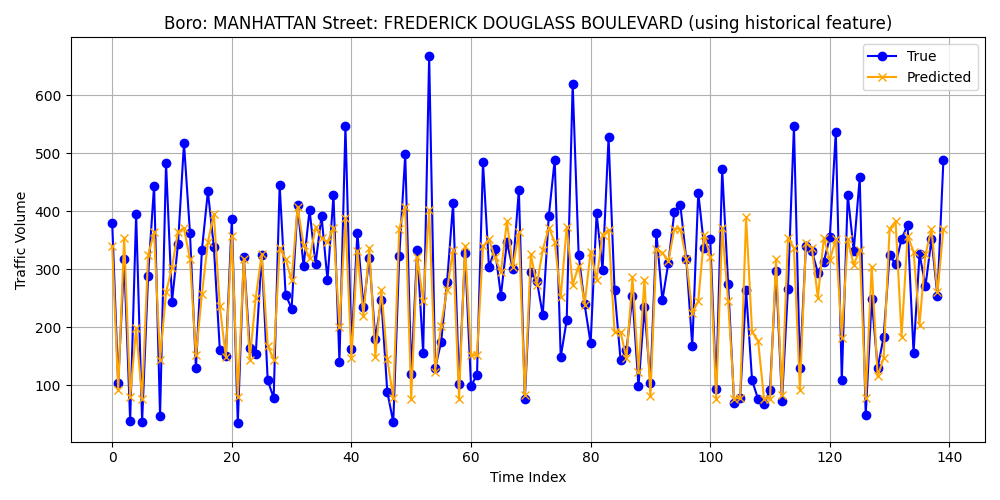 Boro: MANHATTAN Street: FREDERICK DOUGLASS BOULEVARD (using historical feature)
True
Predicted
Traffic Volume
600
500
400
300
200
100
0 20 40 60 80 100 120 140
Time Index